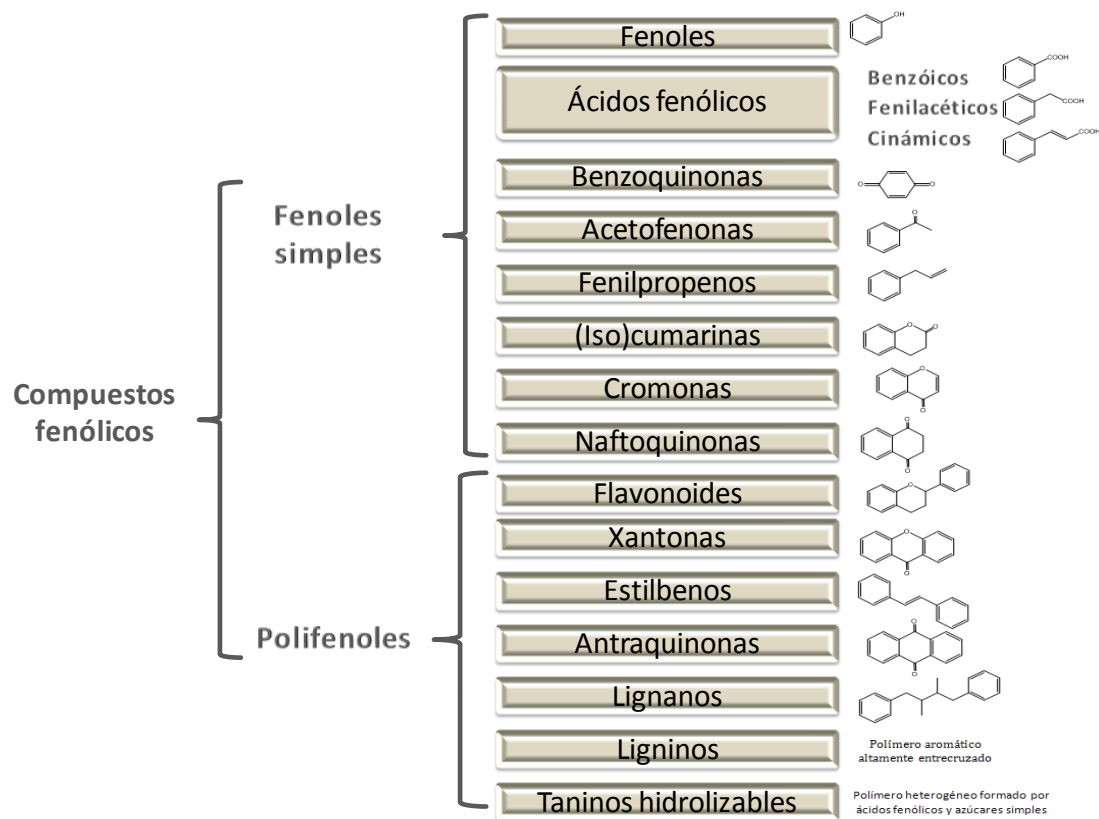 Fenoles
OH
Ácidos fenólicos
Benzóicos
COOH
Fenilacéticos
COOH
Cinámicos
COOH
Benzoquinonas
O
O
Fenoles
simples
Acetofenonas
O
Fenilpropenos
(Iso)cumarinas
O
O
Compuestos
fenólicos
Cromonas
O
O
Naftoquinonas
O
O
Flavonoides
O
Xantonas
O
O
Estilbenos
Polifenoles
Antraquinonas
O
O
Lignanos
Ligninos
Polímero aromático
altamente entrecruzado
Taninos hidrolizables
Polímero heterogéneo formado por
ácidos fenólicos y azúcares simples